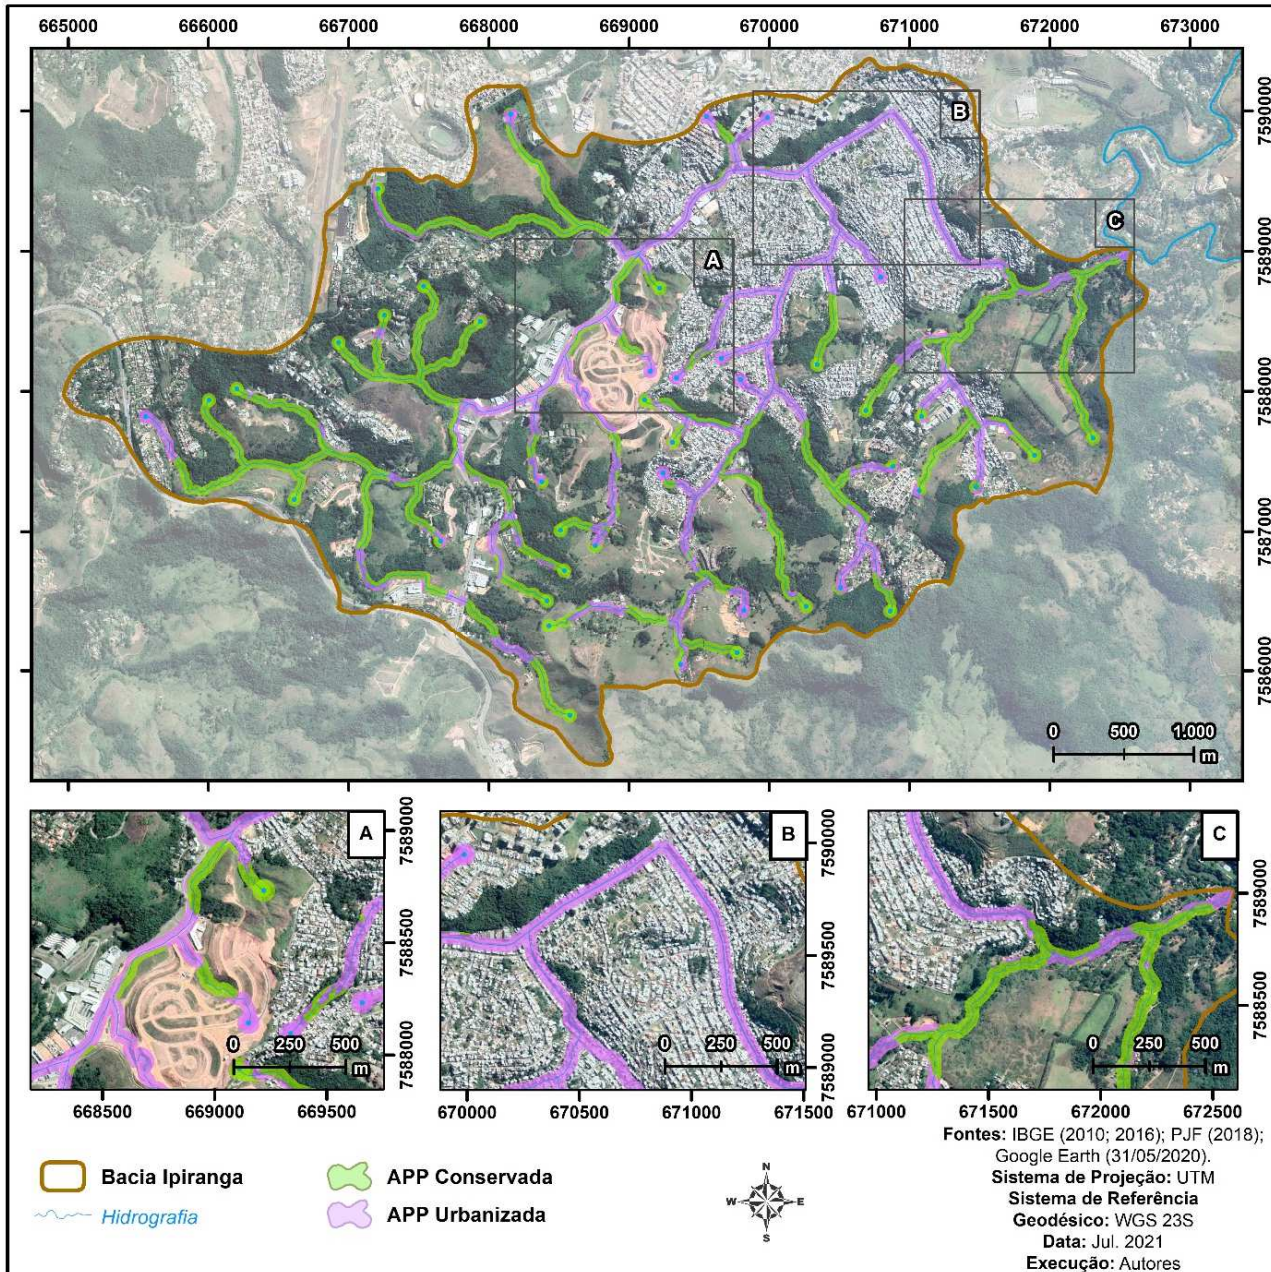 665000 666000 667000 668000 669000 670000 671000 672000 673000
B
7590000
C
7589000
A
7588000
7587000
7586000
0 500 1.000
m
A
7589000
7588500
7588000
0 250 500
m
668500 669000 669500
B
7590000
7589500
7589000
0 250 500
m
670000 670500 671000 671500
C
7589000
7588500
0 250 500
m
671000 671500 672000 672500
Bacia Ipiranga
Hidrografia
APP Conservada
APP Urbanizada
N
W E
S
Fontes: IBGE (2010; 2016); PJF (2018);
Google Earth (31/05/2020).
Sistema de Projeção: UTM
Sistema de Referência
Geodésico: WGS 23S
Data: Jul. 2021
Execução: Autores